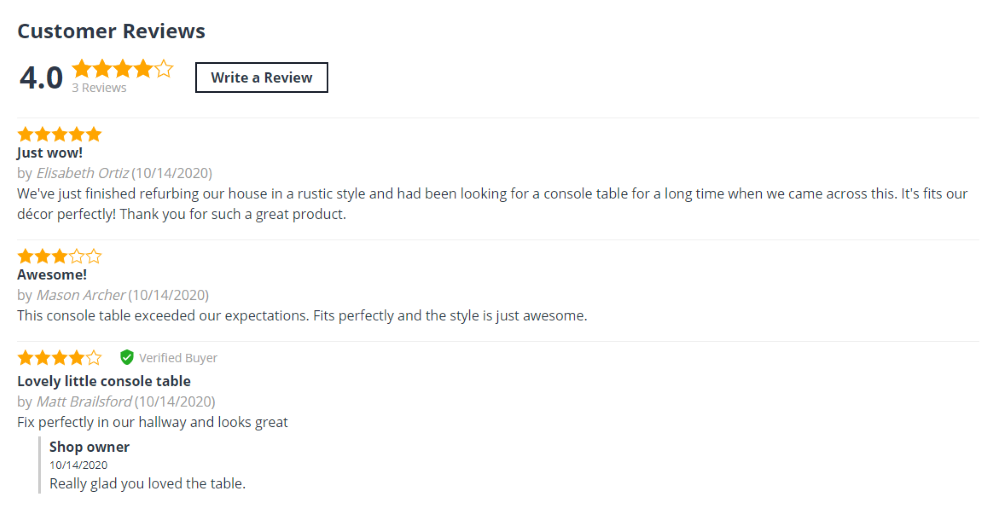 Customer Reviews
4.0
3 Reviews
Write a Review
Just wow!
by Elisabeth Ortiz (10/14/2020)
We've just finished refurbing our house in a rustic style and had been looking for a console table for a long time when we came across this. It's fits our
décor perfectly! Thank you for such a great product.
Awesome!
by Mason Archer (10/14/2020)
This console table exceeded our expectations. Fits perfectly and the style is just awesome.
Verified Buyer
Lovely little console table
by Matt Brailsford (10/14/2020)
Fix perfectly in our hallway and looks great
Shop owner
10/14/2020
Really glad you loved the table.